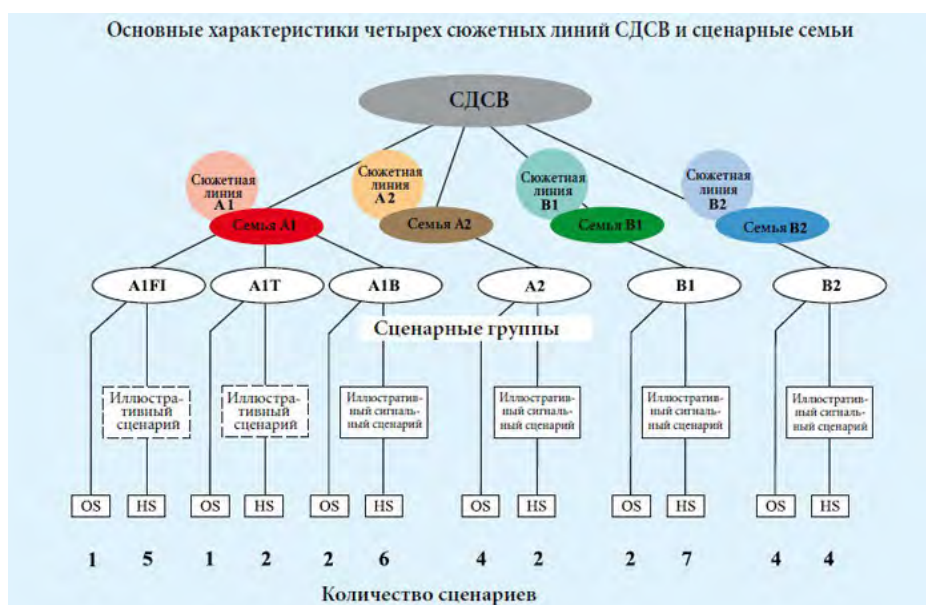 Основные характеристики четырех сюжетных линий СДСВ и сценарные семьи
СДСВ
Сюжетная
линия
A1
Сюжетная
линия
A2
Сюжетная
линия
B1
Сюжетная
линия
B2
Семья A1
Семья A2
Семья B1
Семья B2
A1FI
A1T
A1B
A2
B1
B2
Сценарные группы
Иллюстра-
тивный
сценарий
Иллюстра-
тивный
сценарий
Иллюстратив-
ный сигналь-
ный сценарий
Иллюстратив-
ный сигналь-
ный сценарий
Иллюстратив-
ный сигналь-
ный сценарий
Иллюстратив-
ный сигналь-
ный сценарий
OS HS OS HS OS HS OS HS OS HS OS HS
1 5 1 2 2 6 4 2 2 7 4 4
Количество сценариев